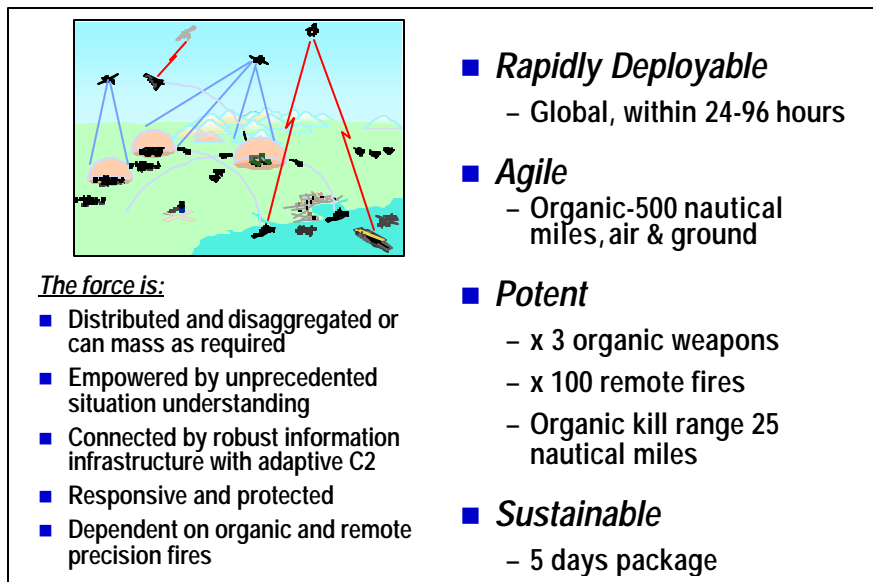 The force is:
■ Distributed and disaggregated or
can mass as required
■ Empowered by unprecedented
situation understanding
■ Connected by robust information
infrastructure with adaptive C2
■ Responsive and protected
■ Dependent on organic and remote
precision fires
■ Rapidly Deployable
– Global, within 24-96 hours
■ Agile
– Organic-500 nautical
miles, air & ground
■ Potent
– x 3 organic weapons
– x 100 remote fires
– Organic kill range 25
nautical miles
■ Sustainable
– 5 days package